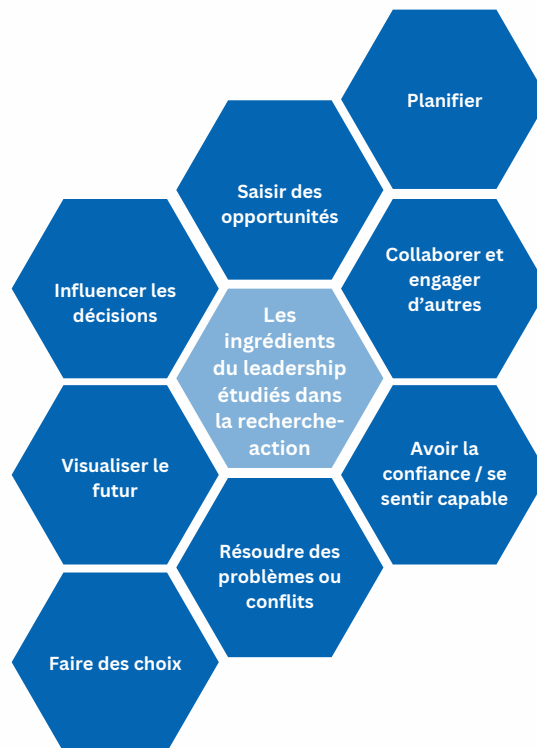 Planifier
Saisir des
opportunités
Collaborer et
engager
d’autres
Influencer les
décisions
Les
ingrédients
du leadership
étudiés dans
la recherche-
action
Avoir la
confiance / se
sentir capable
Visualiser le
futur
Résoudre des
problèmes ou
conflits
Faire des choix